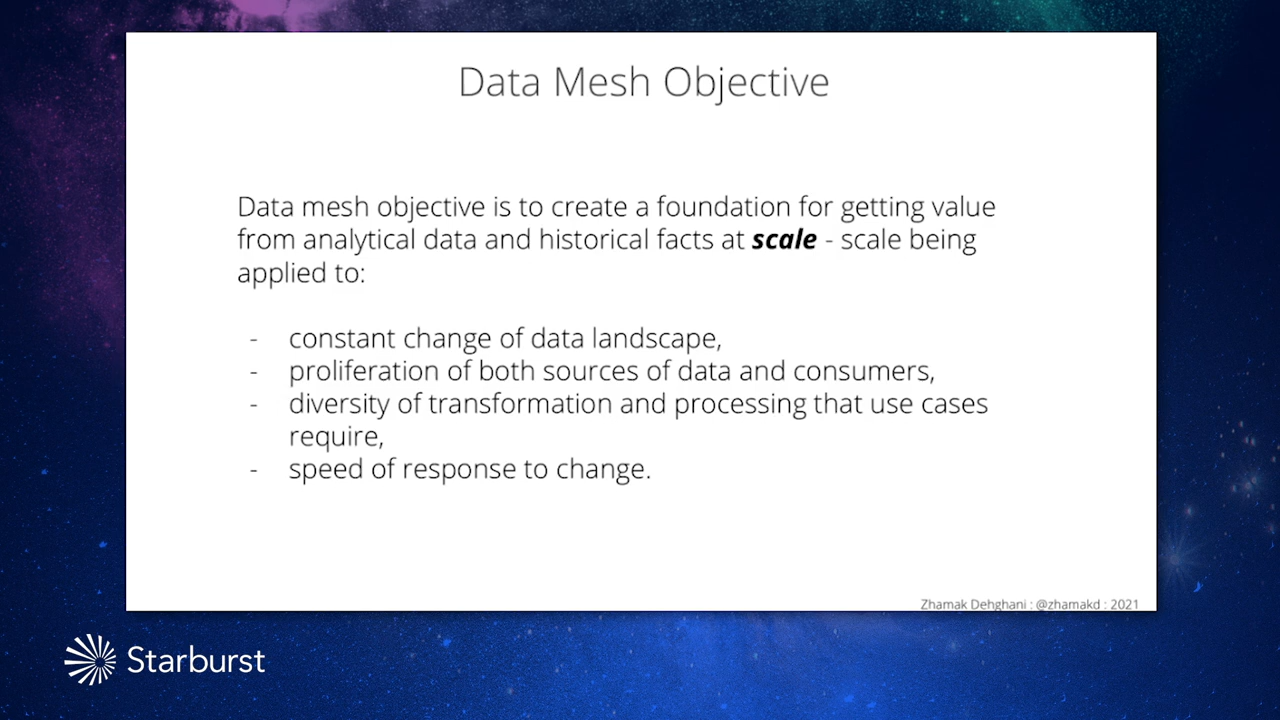 Data Mesh Objective
Data mesh objective is to create a foundation for getting value
from analytical data and historical facts at scale - scale being
applied to:
- constant change of data landscape,
- proliferation of both sources of data and consumers,
- diversity of transformation and processing that use cases
require,
- speed of response to change.
Zhamak Dehghani : @zhamakd : 2021
Starburst